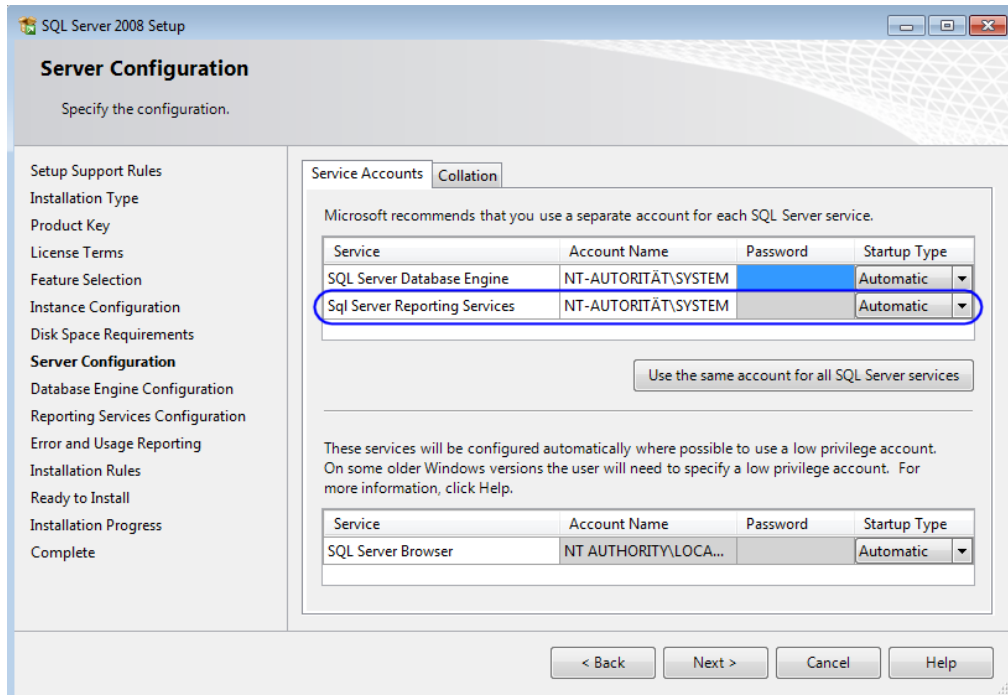 SQL Server 2008 Setup
Server Configuration
Specify the configuration.
Setup Support Rules
Installation Type
Product Key
License Terms
Feature Selection
Instance Configuration
Disk Space Requirements
Server Configuration
Database Engine Configuration
Reporting Services Configuration
Error and Usage Reporting
Installation Rules
Ready to Install
Installation Progress
Complete
Service Accounts Collation
Microsoft recommends that you use a separate account for each SQL Server service.
Service Account Name Password Startup Type
SQL Server Database Engine NT-AUTORITÄT\SYSTEM Automatic
Sql Server Reporting Services NT-AUTORITÄT\SYSTEM Automatic
Use the same account for all SQL Server services
These services will be configured automatically where possible to use a low privilege account.
On some older Windows versions the user will need to specify a low privilege account. For
more information, click Help.
Service Account Name Password Startup Type
SQL Server Browser NT AUTHORITY\LOCA... Automatic
< Back Next > Cancel Help